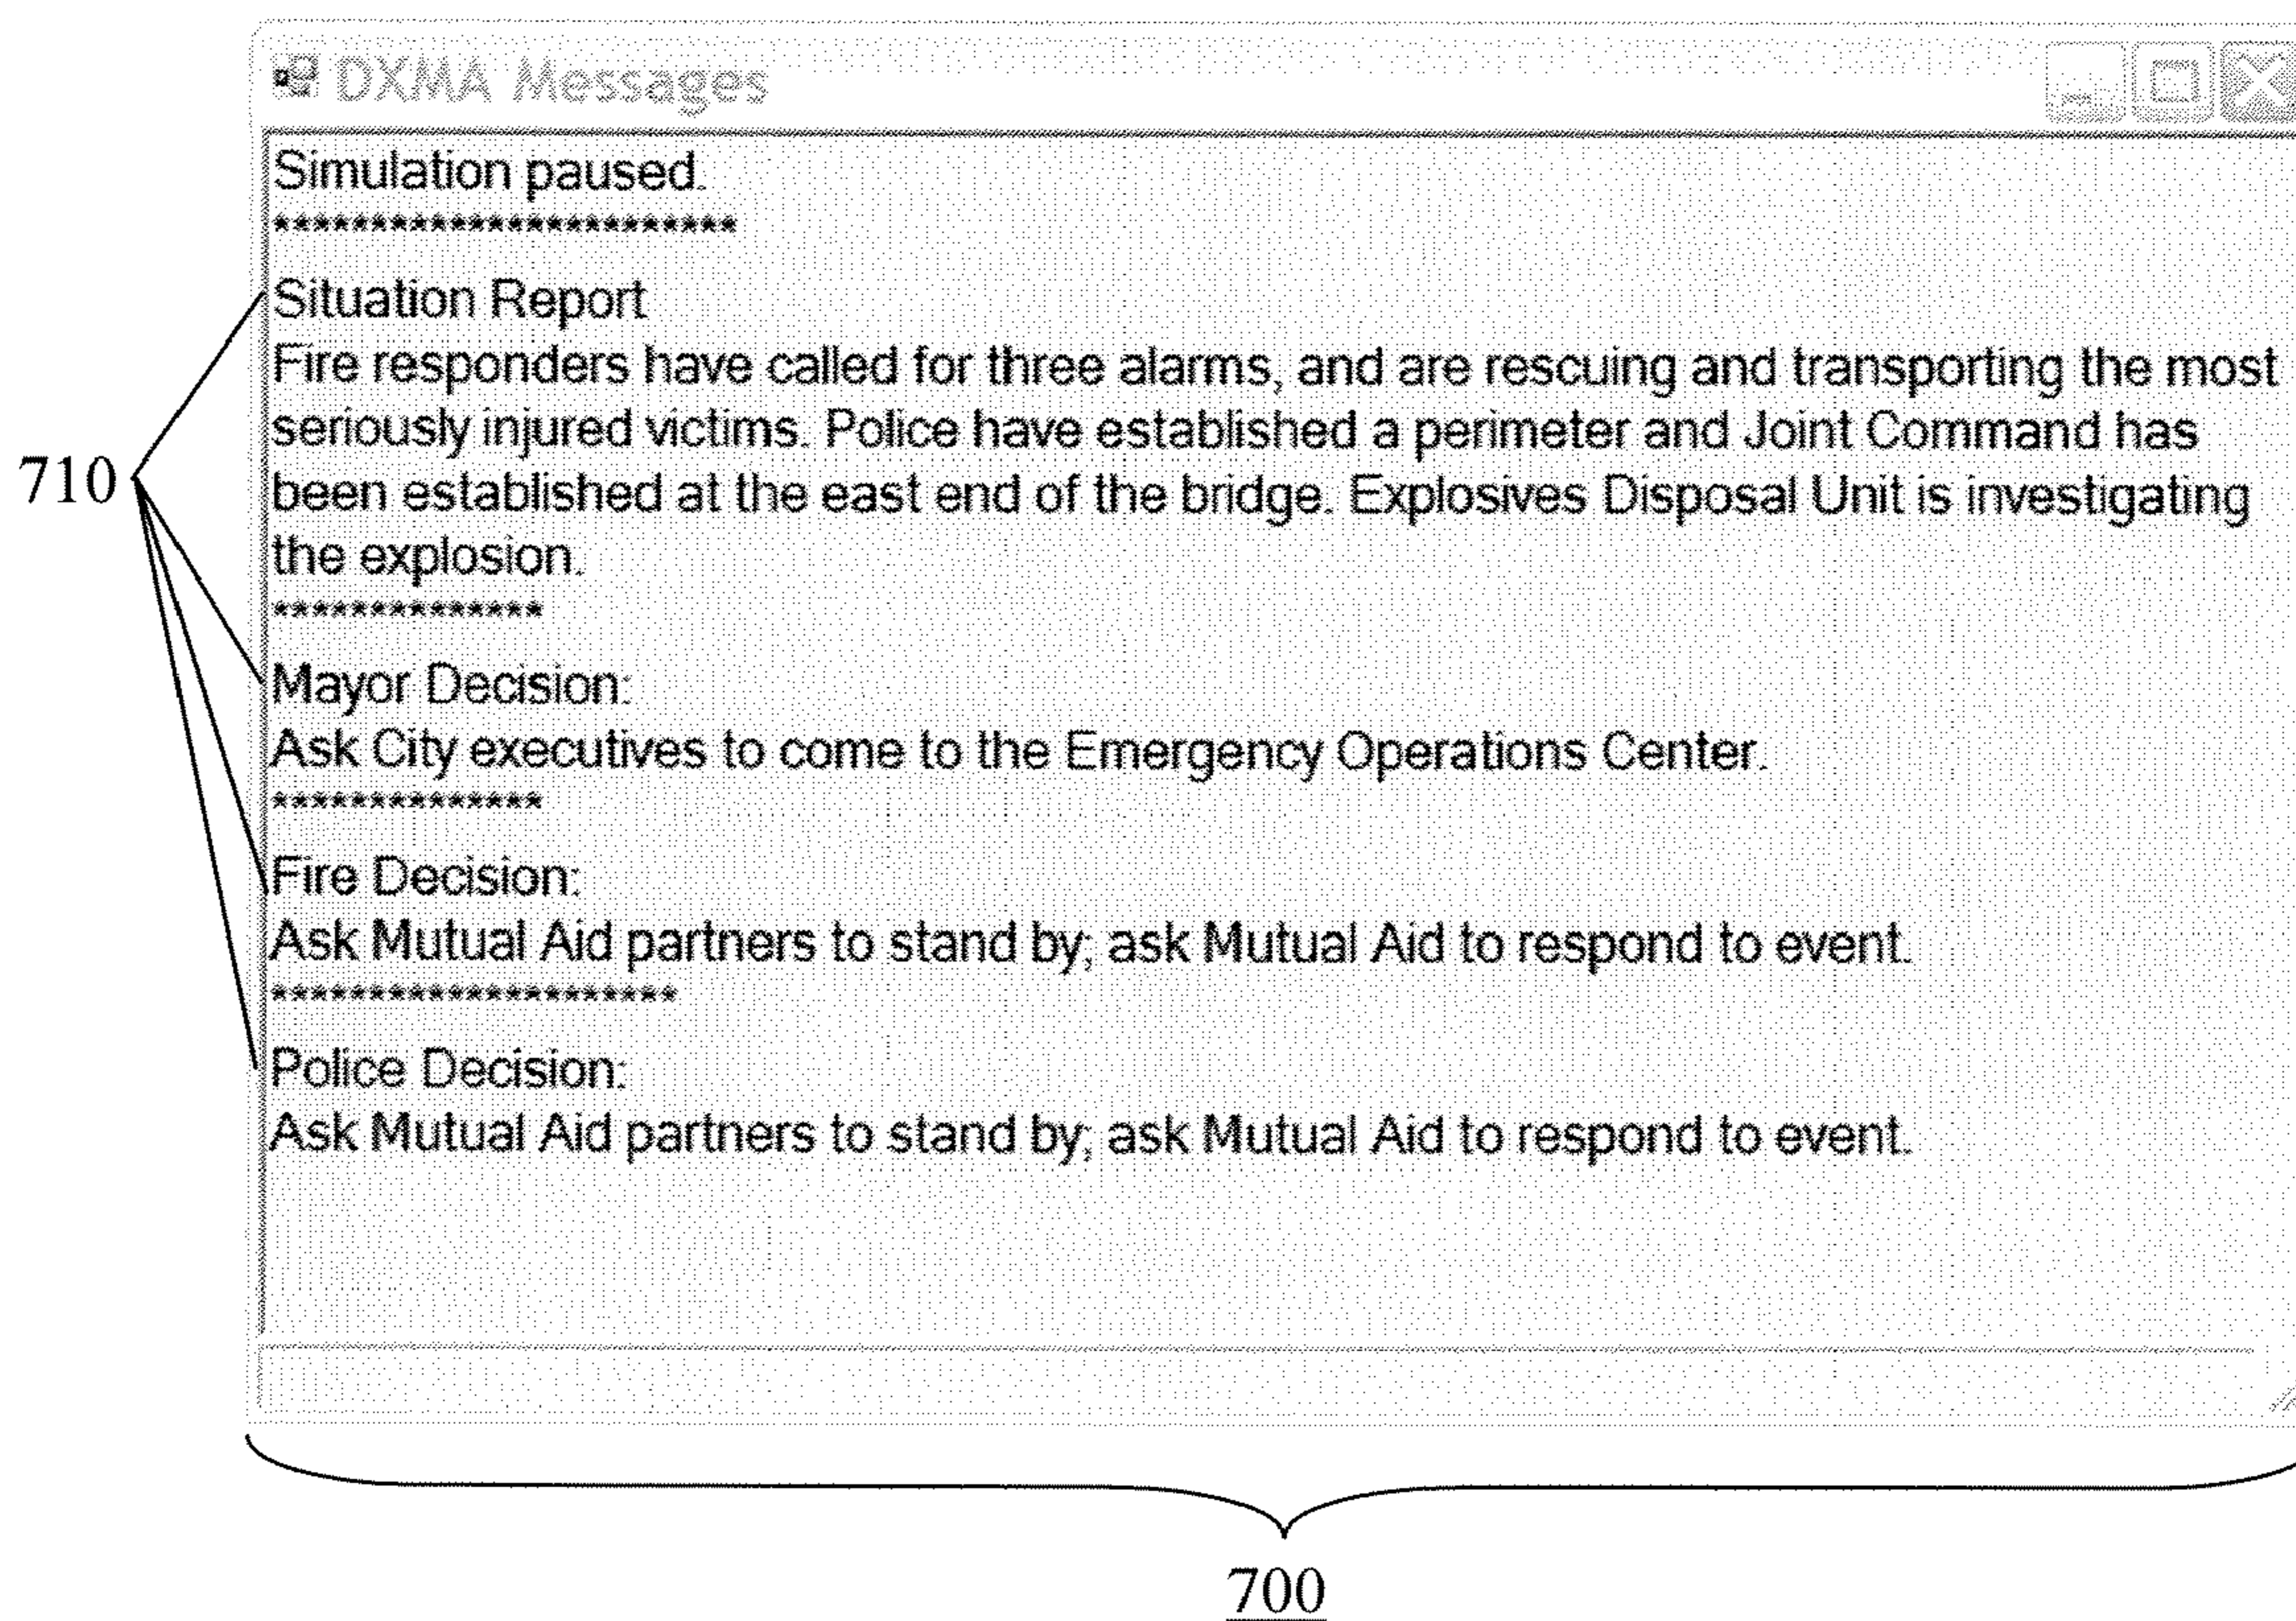 DXMA Messages
Simulation paused.
************************
Situation Report
Fire responders have called for three alarms, and are rescuing and transporting the most
seriously injured victims. Police have established a perimeter and Joint Command has
been established at the east end of the bridge. Explosives Disposal Unit is investigating
the explosion.
**************
Mayor Decision:
Ask City executives to come to the Emergency Operations Center.
**************
Fire Decision:
Ask Mutual Aid partners to stand by; ask Mutual Aid to respond to event.
*********************
Police Decision:
Ask Mutual Aid partners to stand by; ask Mutual Aid to respond to event.
710
700